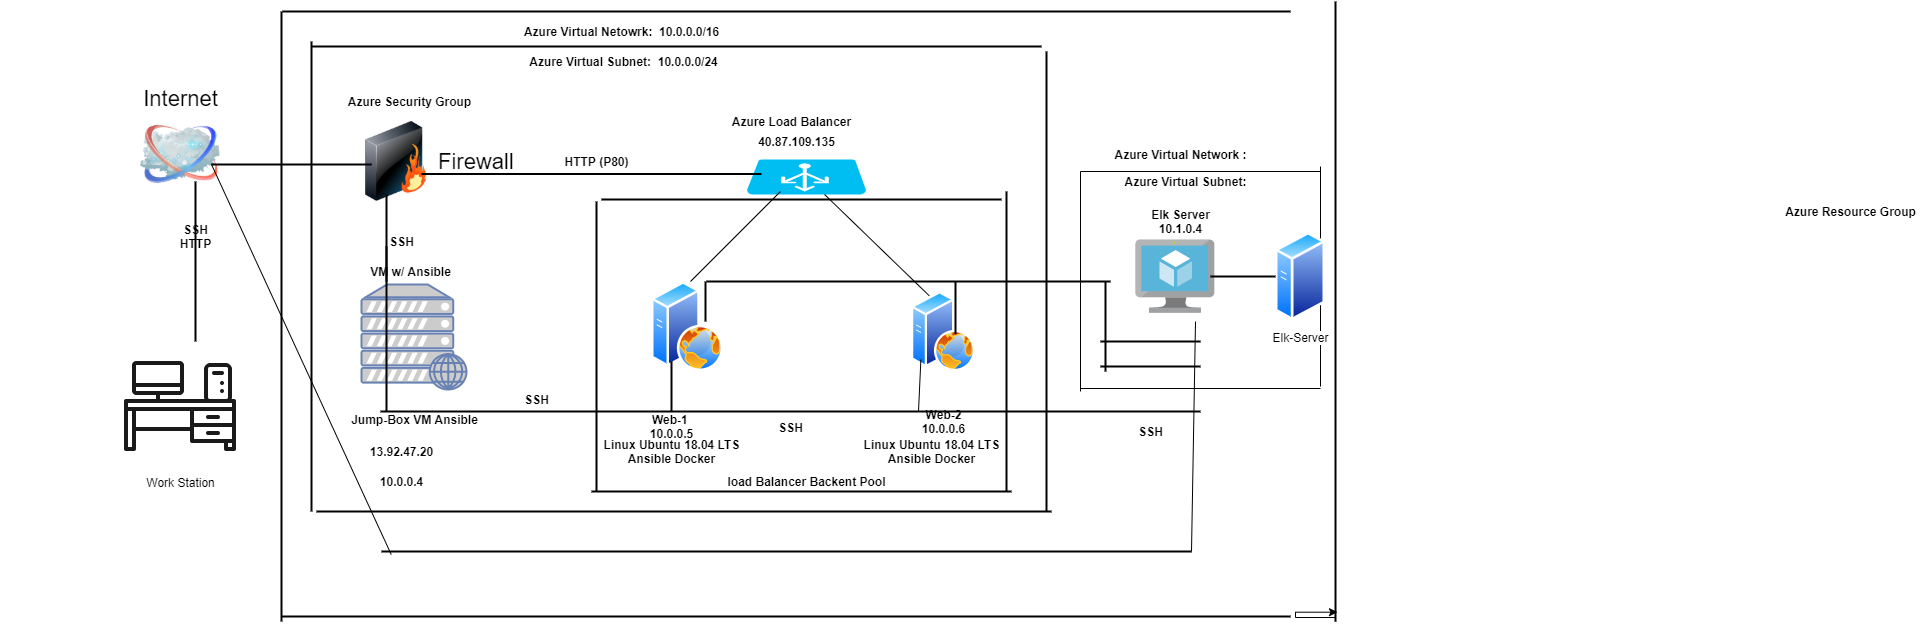 Azure Virtual Netowrk: 10.0.0.0/16
Azure Virtual Subnet: 10.0.0.0/24
Internet
Azure Security Group
Azure Load Balancer
40.87.109.135
Firewall
HTTP (P80)
Azure Virtual Network :
Azure Virtual Subnet:
Azure Resource Group
Elk Server
10.1.0.4
SSH
HTTP
SSH
VM w/ Ansible
Elk-Server
SSH
Jump-Box VM Ansible
13.92.47.20
10.0.0.4
Web-1
10.0.0.5
Linux Ubuntu 18.04 LTS
Ansible Docker
SSH
Web-2
10.0.0.6
Linux Ubuntu 18.04 LTS
Ansible Docker
SSH
load Balancer Backent Pool
Work Station